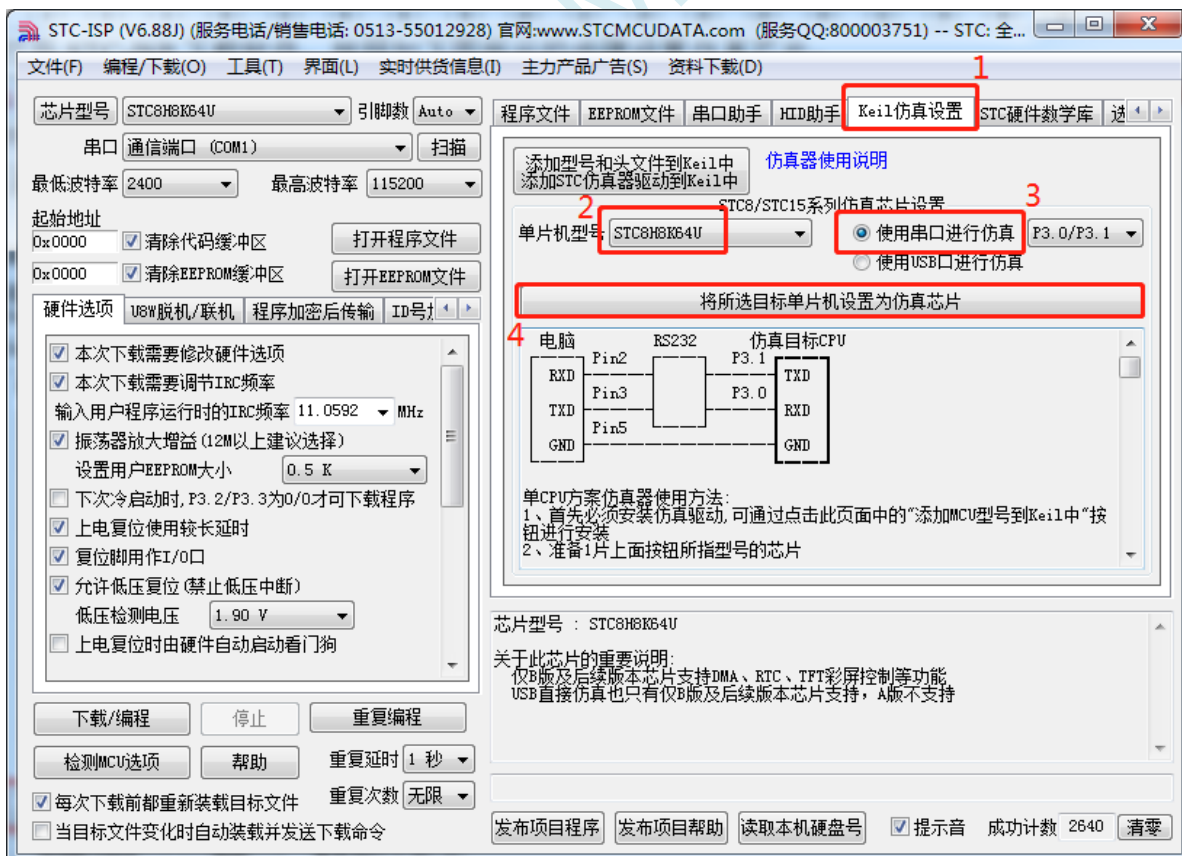 STC-ISP (V6.88J) (服务电话/销售电话: 0513-55012928) 官网:www.STCMCUDATA.com (服务QQ:800003751) -- STC: 全...
文件(F) 编程/下载(O) 工具(T) 界面(L) 实时供货信息(I) 主力产品广告(S) 资料下载(D)
1
芯片型号 STC8H8K64U 引脚数 Auto
串口 通信端口 (COM1) 扫描
最低波特率 2400 最高波特率 115200
起始地址
0x0000 清除代码缓冲区 打开程序文件
0x0000 清除EEPROM缓冲区 打开EEPROM文件
硬件选项 U8W脱机/联机 程序加密后传输 ID号
本次下载需要修改硬件选项
本次下载需要调节IRC频率
输入用户程序运行时的IRC频率 11.0592 MHz
振荡器放大增益(12M以上建议选择)
设置用户EEPROM大小 0.5 K
下次冷启动时,P3.2/P3.3为0/0才可下载程序
上电复位使用较长延时
复位脚用作I/O口
允许低压复位(禁止低压中断)
低压检测电压 1.90 V
上电复位时由硬件自动启动看门狗
下载/编程 停止 重复编程
检测MCU选项 帮助 重复延时 1 秒
每次下载前都重新装载目标文件 重复次数 无限
当目标文件变化时自动装载并发送下载命令
程序文件 EEPROM文件 串口助手 HID助手 Keil仿真设置 STC硬件数学库 选
添加型号和头文件到Keil中
添加STC仿真器驱动到Keil中
仿真器使用说明
STC8/STC15系列仿真芯片设置
2
3
单片机型号 STC8H8K64U 使用串口进行仿真 P3.0/P3.1
使用USB口进行仿真
将所选目标单片机设置为仿真芯片
4
电脑 RS232 仿真目标CPU
RXD Pin2 P3.1 TXD
TXD Pin3 P3.0 RXD
GND Pin5 GND
单CPU方案仿真器使用方法:
1、首先必须安装仿真驱动,可通过点击此页面中的"添加MCU型号到Keil中"按
钮进行安装
2、准备1片上面按钮所指型号的芯片
芯片型号 : STC8H8K64U
关于此芯片的重要说明:
仅B版及后续版本芯片支持DMA、RTC、TFT彩屏控制等功能
USB直接仿真也只有仅B版及后续版本芯片支持，A版不支持
发布项目程序 发布项目帮助 读取本机硬盘号 提示音 成功计数 2640 清零